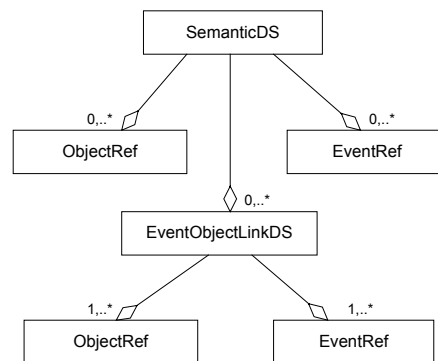 SemanticDS
0,..*
0,..*
ObjectRef
EventRef
0,..*
EventObjectLinkDS
1,..*
1,..*
ObjectRef
EventRef